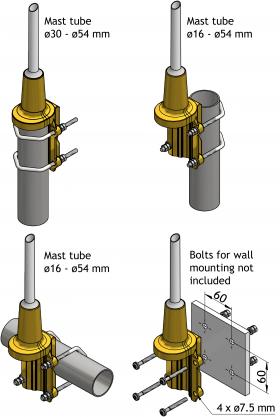 Mast tube
ø30 - ø54 mm
Mast tube
ø16 - ø54 mm
Mast tube
ø16 - ø54 mm
Bolts for wall
mounting not
included
60
60
4 x ø7.5 mm